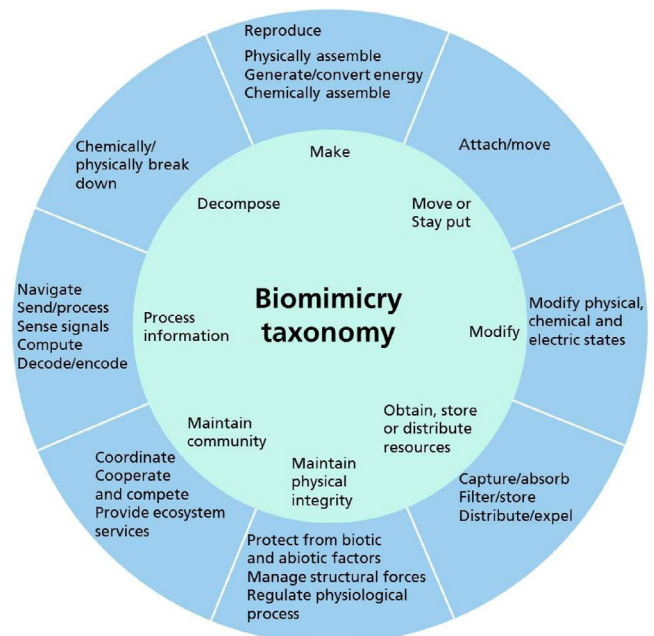 Reproduce
Physically assemble
Generate/convert energy
Chemically assemble
Make
Attach/move
Move or
Stay put
Modify physical,
chemical and
electric states
Modify
Capture/absorb
Filter/store
Distribute/expel
Obtain, store
or distribute
resources
Protect from biotic
and abiotic factors
Manage structural forces
Regulate physiological
process
Maintain
physical
integrity
Coordinate
Cooperate
and compete
Provide ecosystem
services
Maintain
community
Navigate
Send/process
Sense signals
Compute
Decode/encode
Process
information
Chemically/
physically break
down
Decompose
Biomimicry
taxonomy